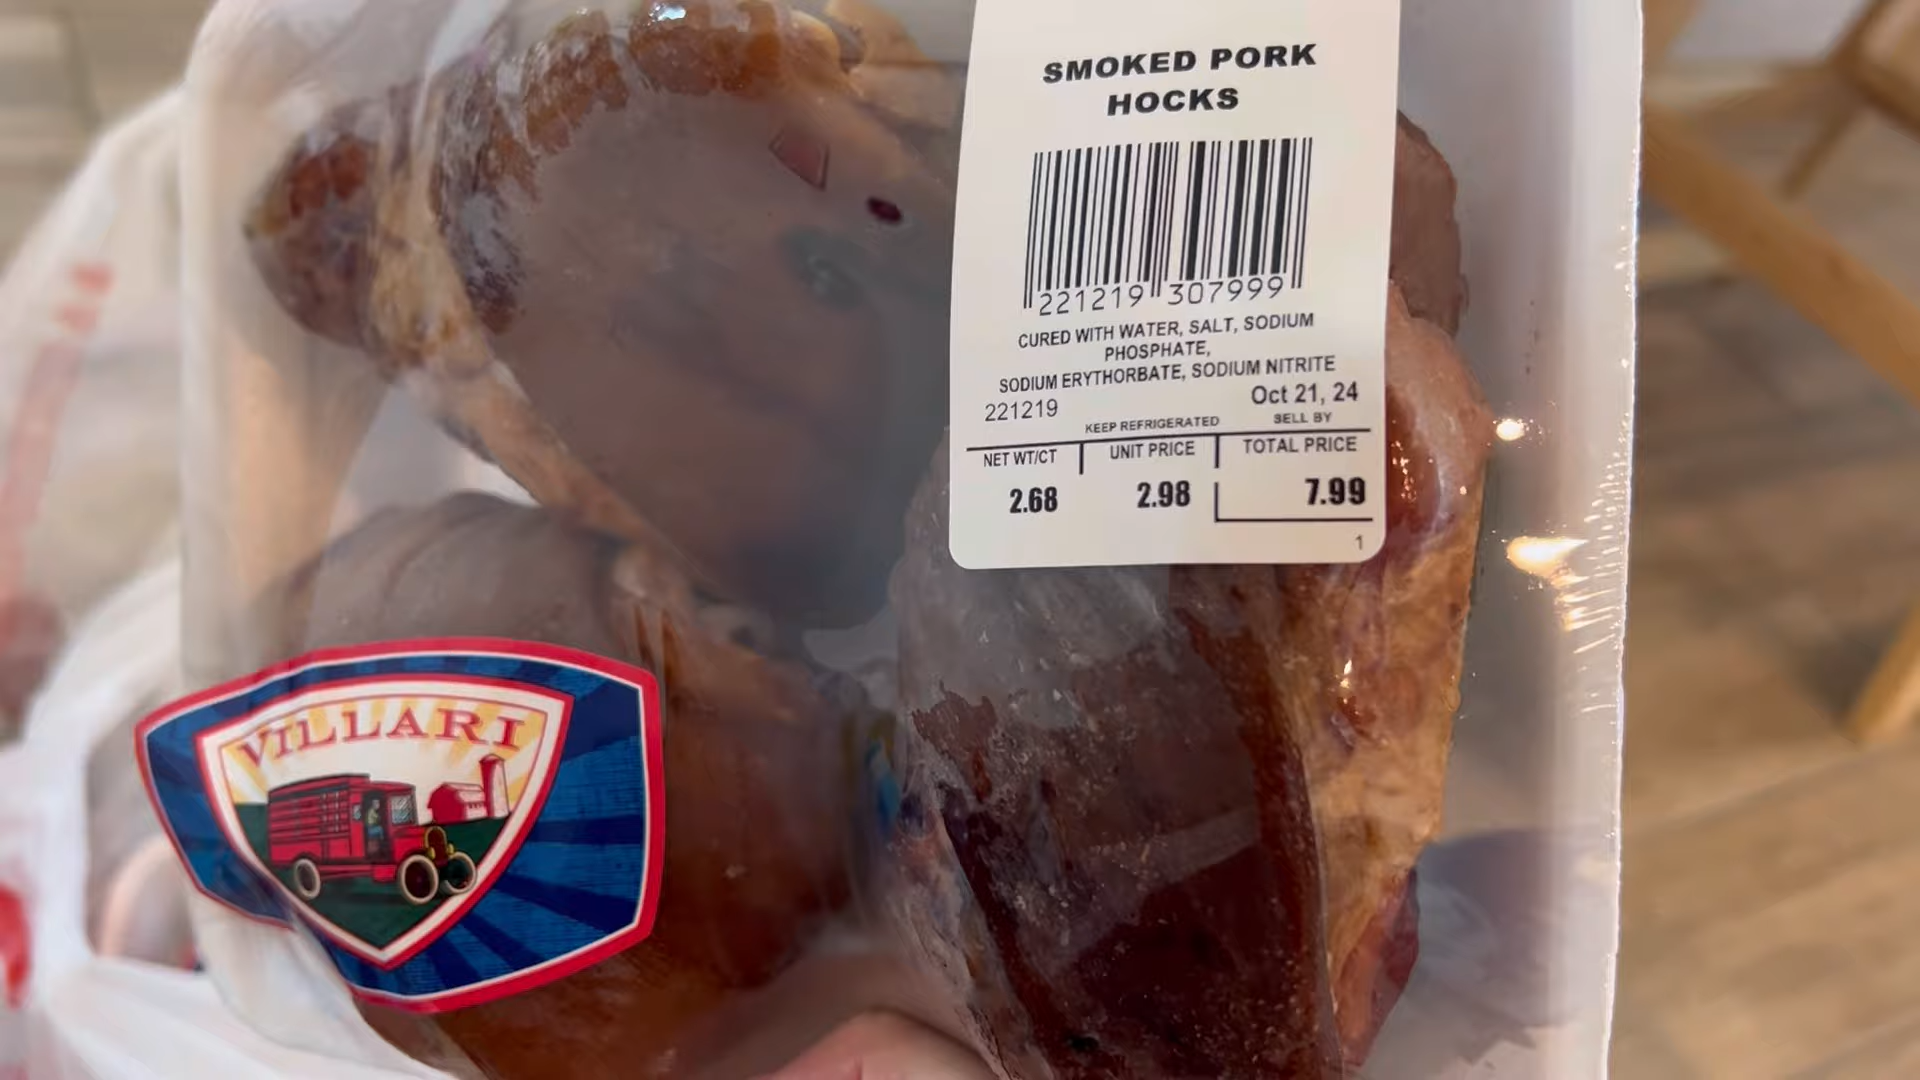 SMOKED PORK
HOCKS
221219 307999
CURED WITH WATER, SALT, SODIUM
PHOSPHATE,
SODIUM ERYTHORBATE, SODIUM NITRITE
221219 Oct 21, 24
KEEP REFRIGERATED SELL BY
NET WT/CT UNIT PRICE TOTAL PRICE
2.68 2.98 7.99
1
VILLARI